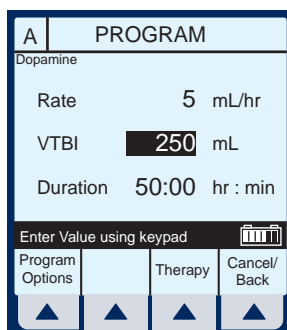 A PROGRAM
Dopamine
Rate 5 mL/hr
VTBI 250 mL
Duration 50:00 hr : min
Enter Value using keypad
Program Options
Therapy
Cancel/ Back